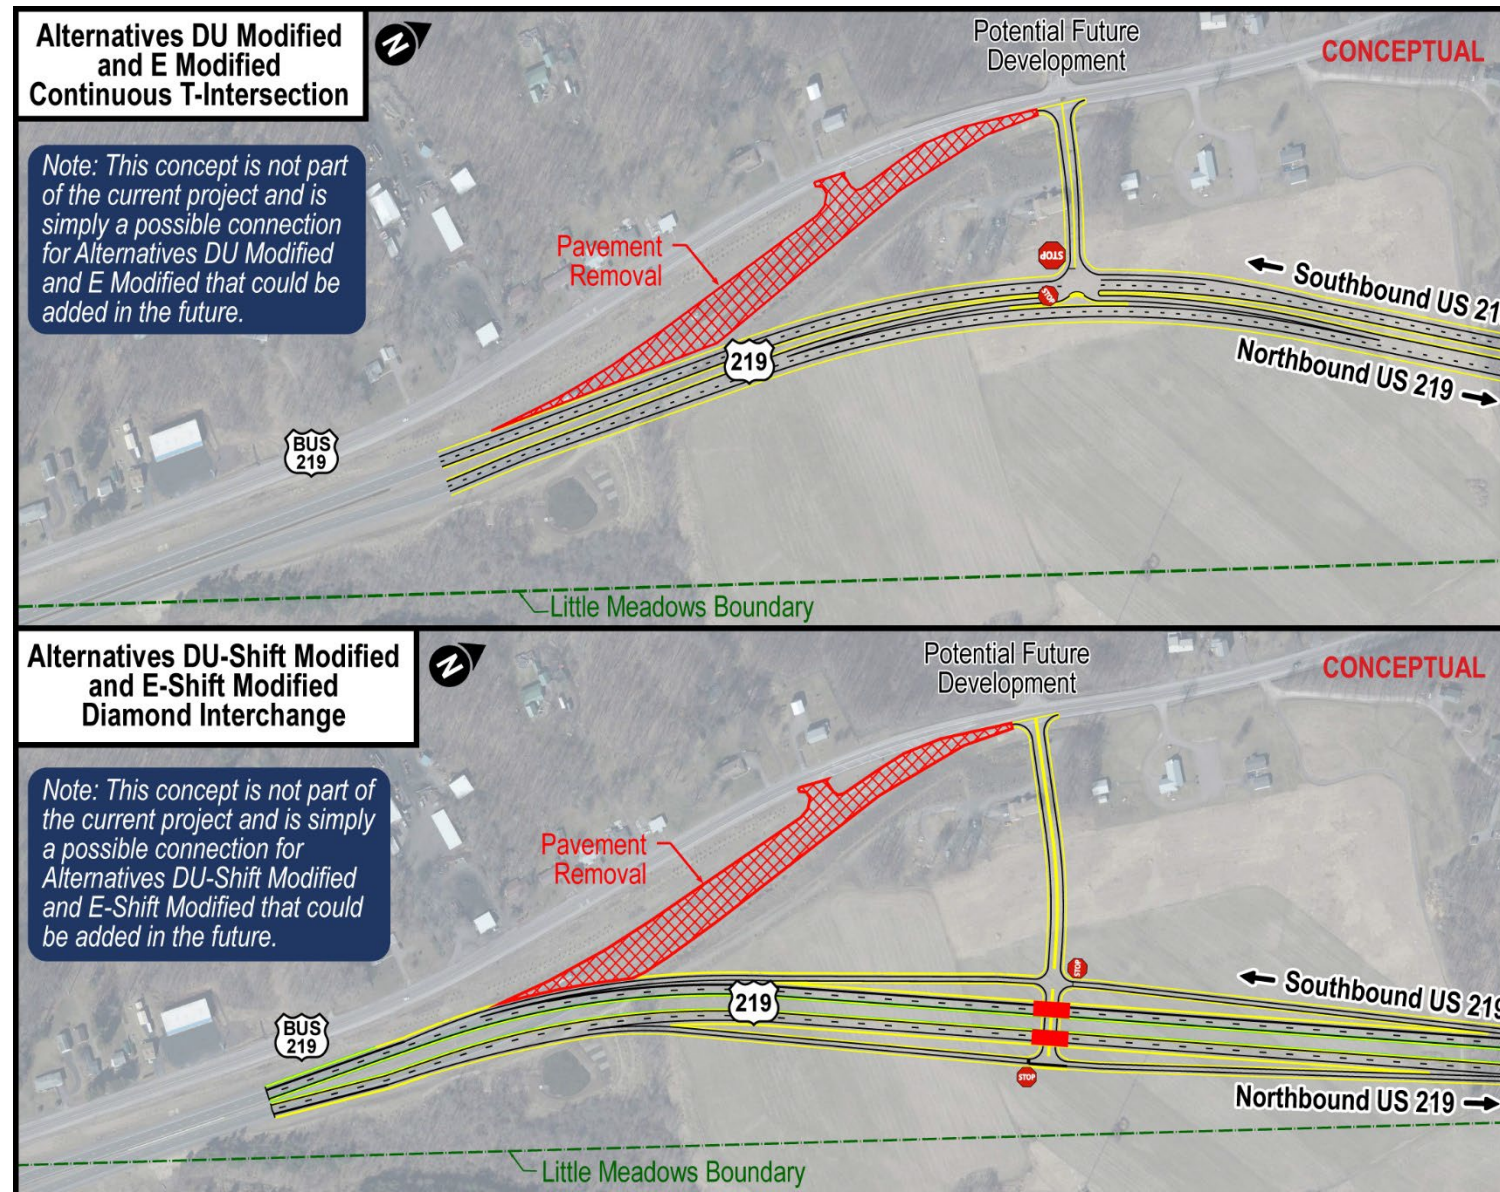 Alternatives DU Modified
and E Modified
Continuous T-Intersection
N
Potential Future
Development
CONCEPTUAL
Note: This concept is not part
of the current project and is
simply a possible connection
for Alternatives DU Modified
and E Modified that could be
added in the future.
Pavement
Removal
STOP
STOP
Southbound US 21
Northbound US 219
219
BUS
219
Little Meadows Boundary
Alternatives DU-Shift Modified
and E-Shift Modified
Diamond Interchange
N
Potential Future
Development
CONCEPTUAL
Note: This concept is not part of
the current project and is simply
a possible connection for
Alternatives DU-Shift Modified
and E-Shift Modified that could
be added in the future.
Pavement
Removal
STOP
Southbound US 219
219
BUS
219
STOP
Northbound US 219
Little Meadows Boundary